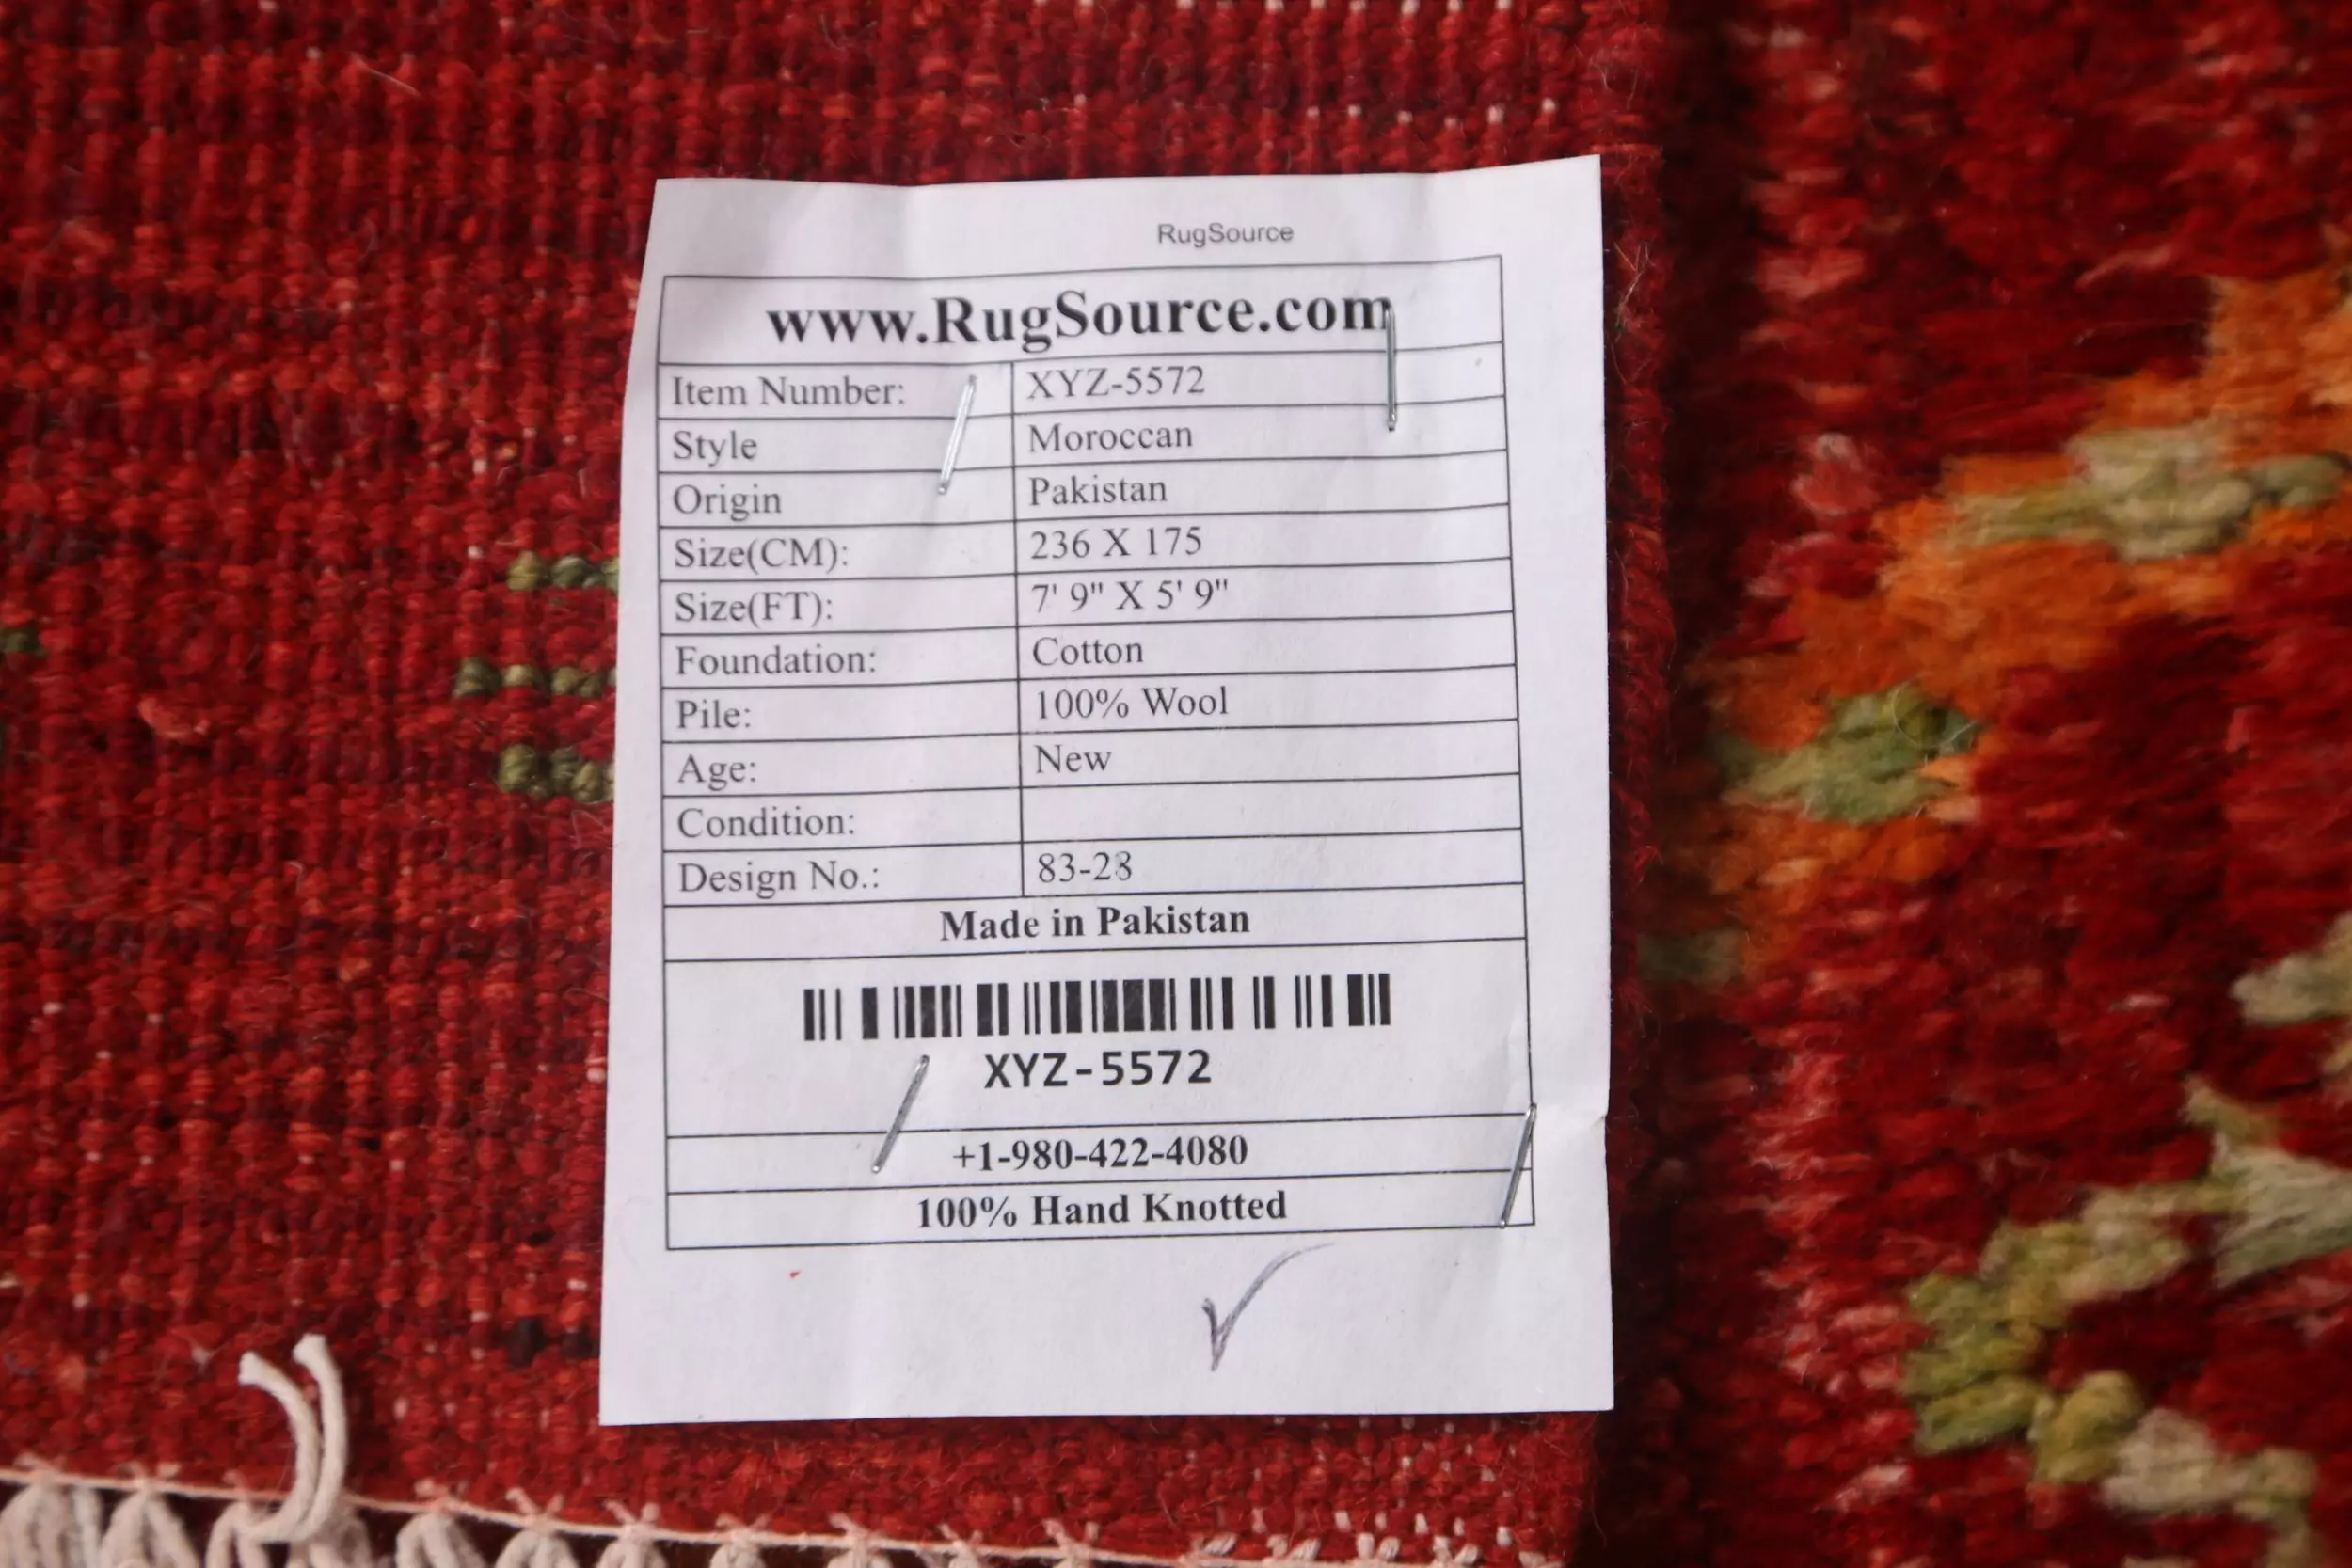 RugSource
www.RugSource.com
Item Number: XYZ-5572
Style Moroccan
Origin Pakistan
Size(CM): 236 X 175
Size(FT): 7' 9" X 5' 9"
Foundation: Cotton
Pile: 100% Wool
Age: New
Condition:
Design No.: 83-23
Made in Pakistan
XYZ-5572
+1-980-422-4080
100% Hand Knotted